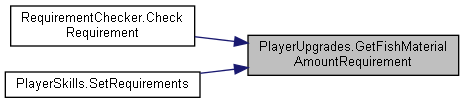 RequirementChecker.Check
Requirement
PlayerUpgrades.GetFishMaterial
AmountRequirement
PlayerSkills.SetRequirements